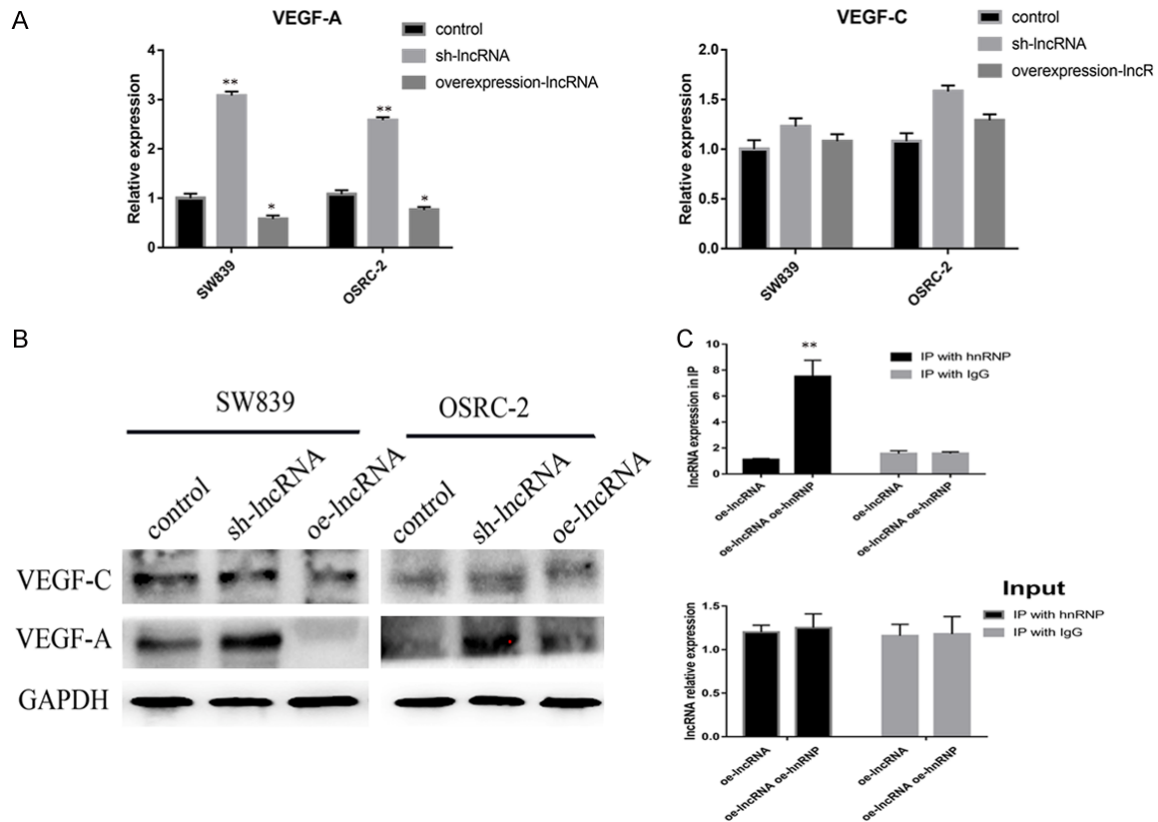 A
VEGF-A
control
sh-lncRNA
overexpression-lncRNA
Relative expression
4
3
2
1
0
**
*
**
*
SW839
OSRC-2
VEGF-C
control
sh-lncRNA
overexpression-lncR
Relative expression
2.0
1.5
1.0
0.5
0.0
SW839
OSRC-2
B
SW839
OSRC-2
control
sh-lncRNA
oe-lncRNA
control
sh-lncRNA
oe-lncRNA
VEGF-C
VEGF-A
GAPDH
C
lncRNA expression in IP
10
8
6
4
2
0
**
IP with hnRNP
IP with IgG
oe-lncRNA
oe-lncRNA oe-hnRNP
oe-lncRNA
oe-lncRNA oe-hnRNP
Input
IP with hnRNP
IP with IgG
lncRNA relative expression
1.5
1.0
0.5
0.0
oe-lncRNA
oe-lncRNA oe-hnRNP
oe-lncRNA
oe-lncRNA oe-hnRNP